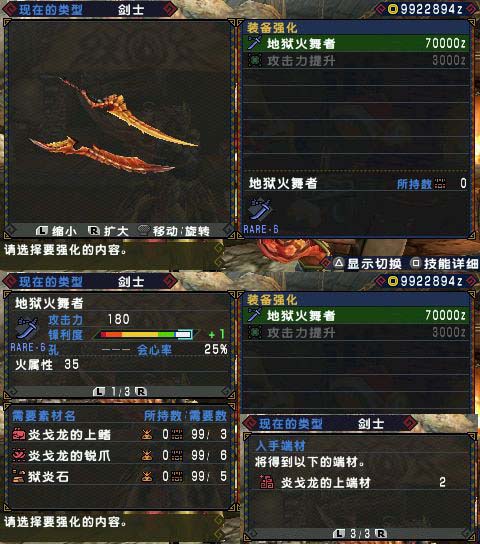 现在的类型 剑士
9922894z
装备强化
地狱火舞者 70000z
攻击力提升 3000z
地狱火舞者 所持数 0
RARE-6
L 缩小 R 扩大 移动/旋转
请选择要强化的内容。
△显示切换 □技能详细
现在的类型 剑士
9922894z
地狱火舞者
攻击力 180
锋利度 +1
RARE-6 孔 --- 会心率 25%
火属性 35
L 1/3 R
装备强化
地狱火舞者 70000z
攻击力提升 3000z
需要素材名 所持数/需要数
炎戈龙的上鳍 0 99/ 3
炎戈龙的锐爪 0 99/ 6
狱炎石 0 99/ 5
请选择要强化的内容。
现在的类型 剑士
入手端材
将得到以下的端材。
炎戈龙的上端材 2
L 3/3 R